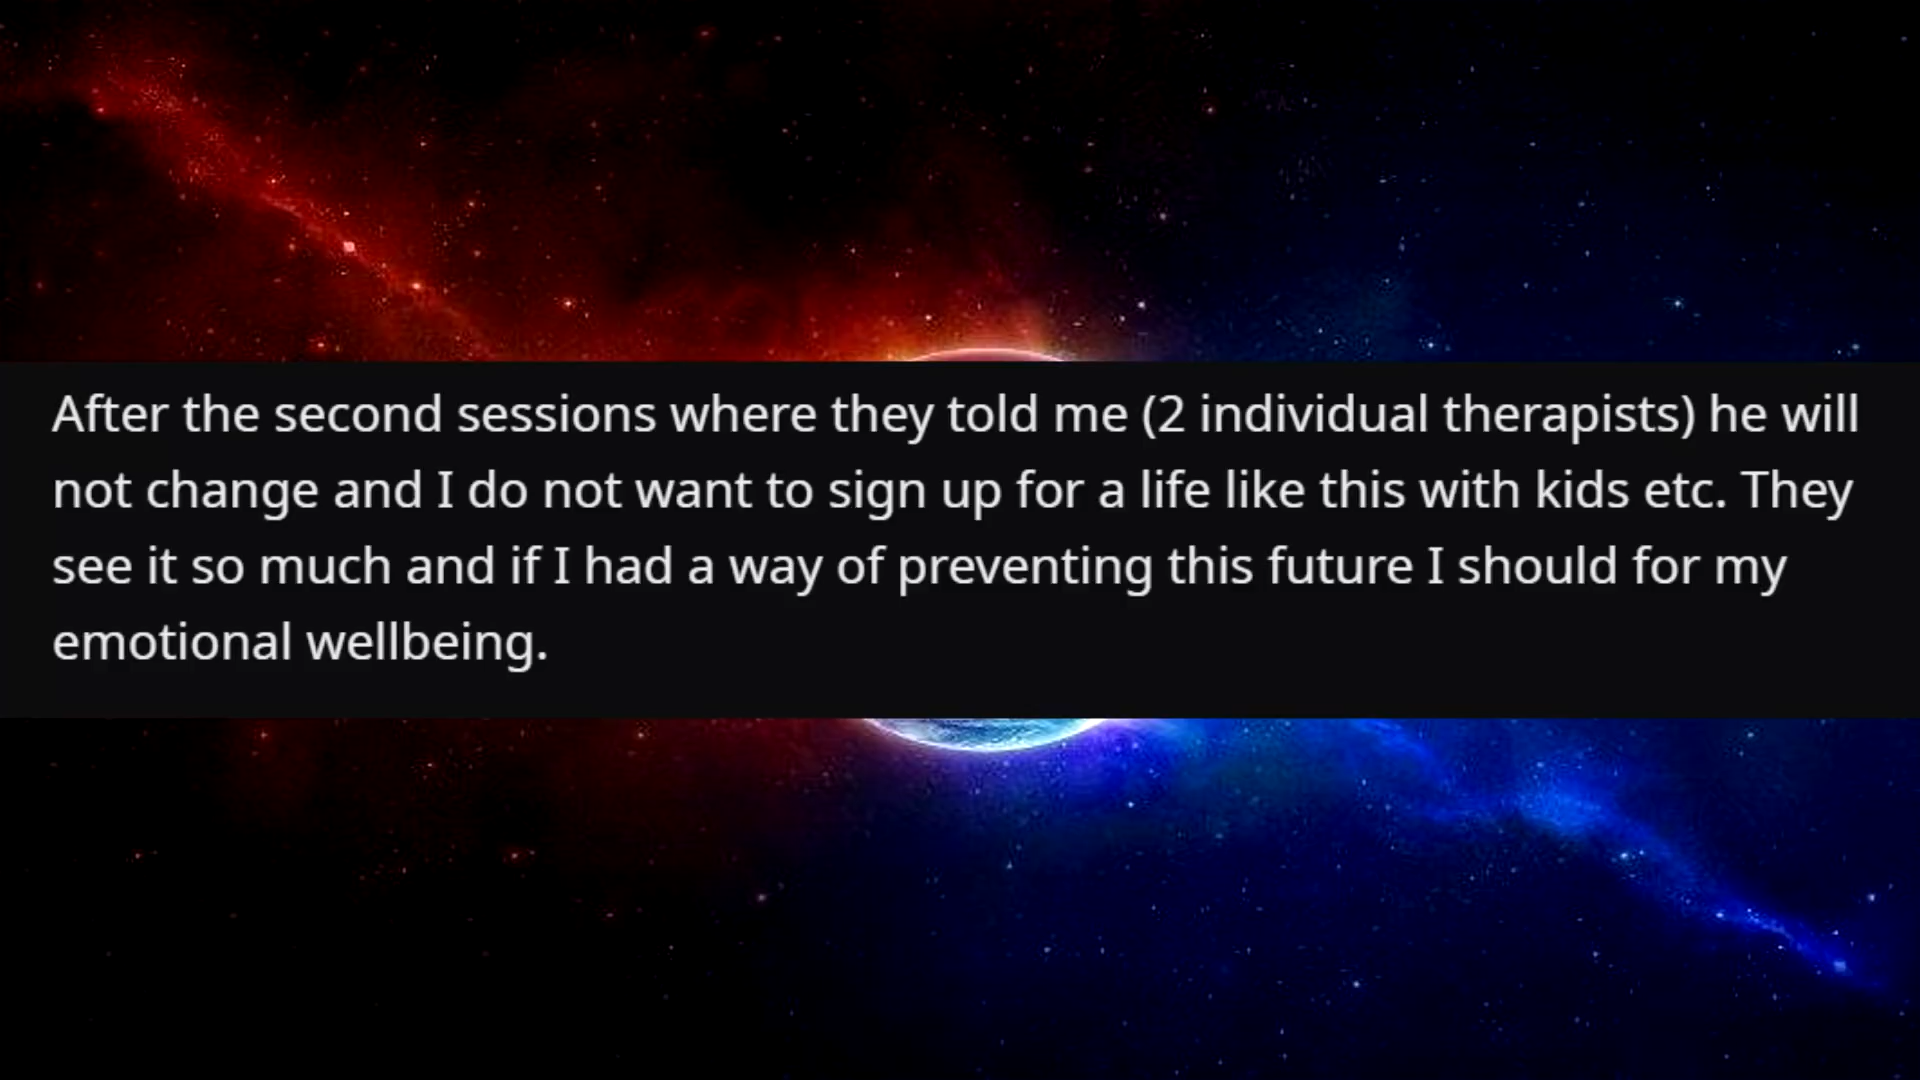 After the second sessions where they told me (2 individual therapists) he will
not change and I do not want to sign up for a life like this with kids etc. They
see it so much and if I had a way of preventing this future I should for my
emotional wellbeing.